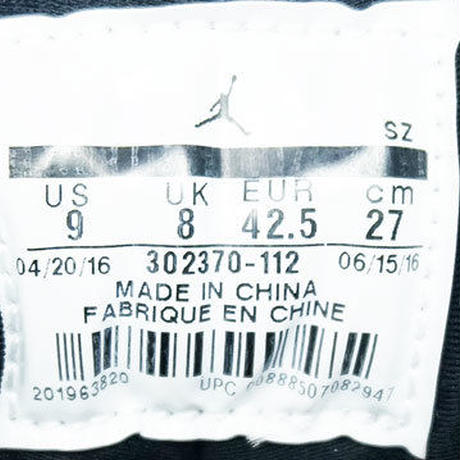 SZ
US UK EUR cm
9 8 42.5 27
04/20/16 302370-112 06/15/16
MADE IN CHINA
FABRIQUE EN CHINE
201963820 UPC 00888507082947